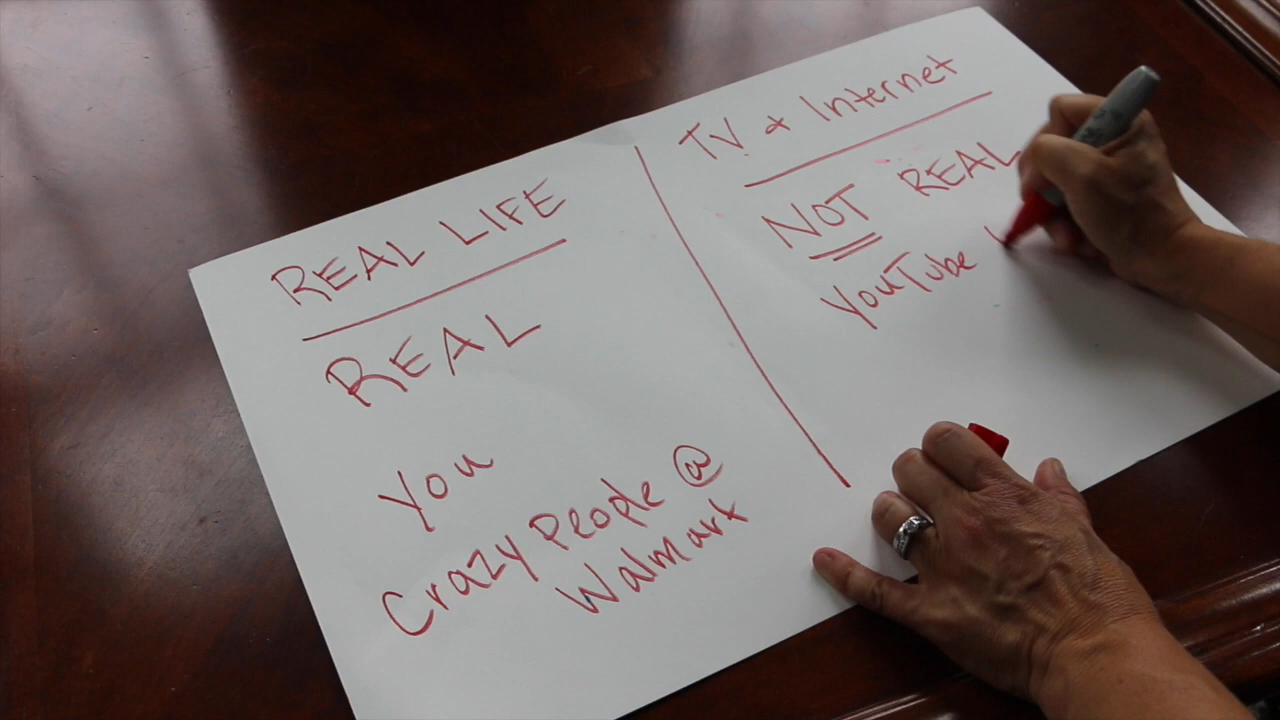 REAL LIFE
REAL
You
Crazy People @
Walmart
TV & Internet
NOT REAL
YouTube